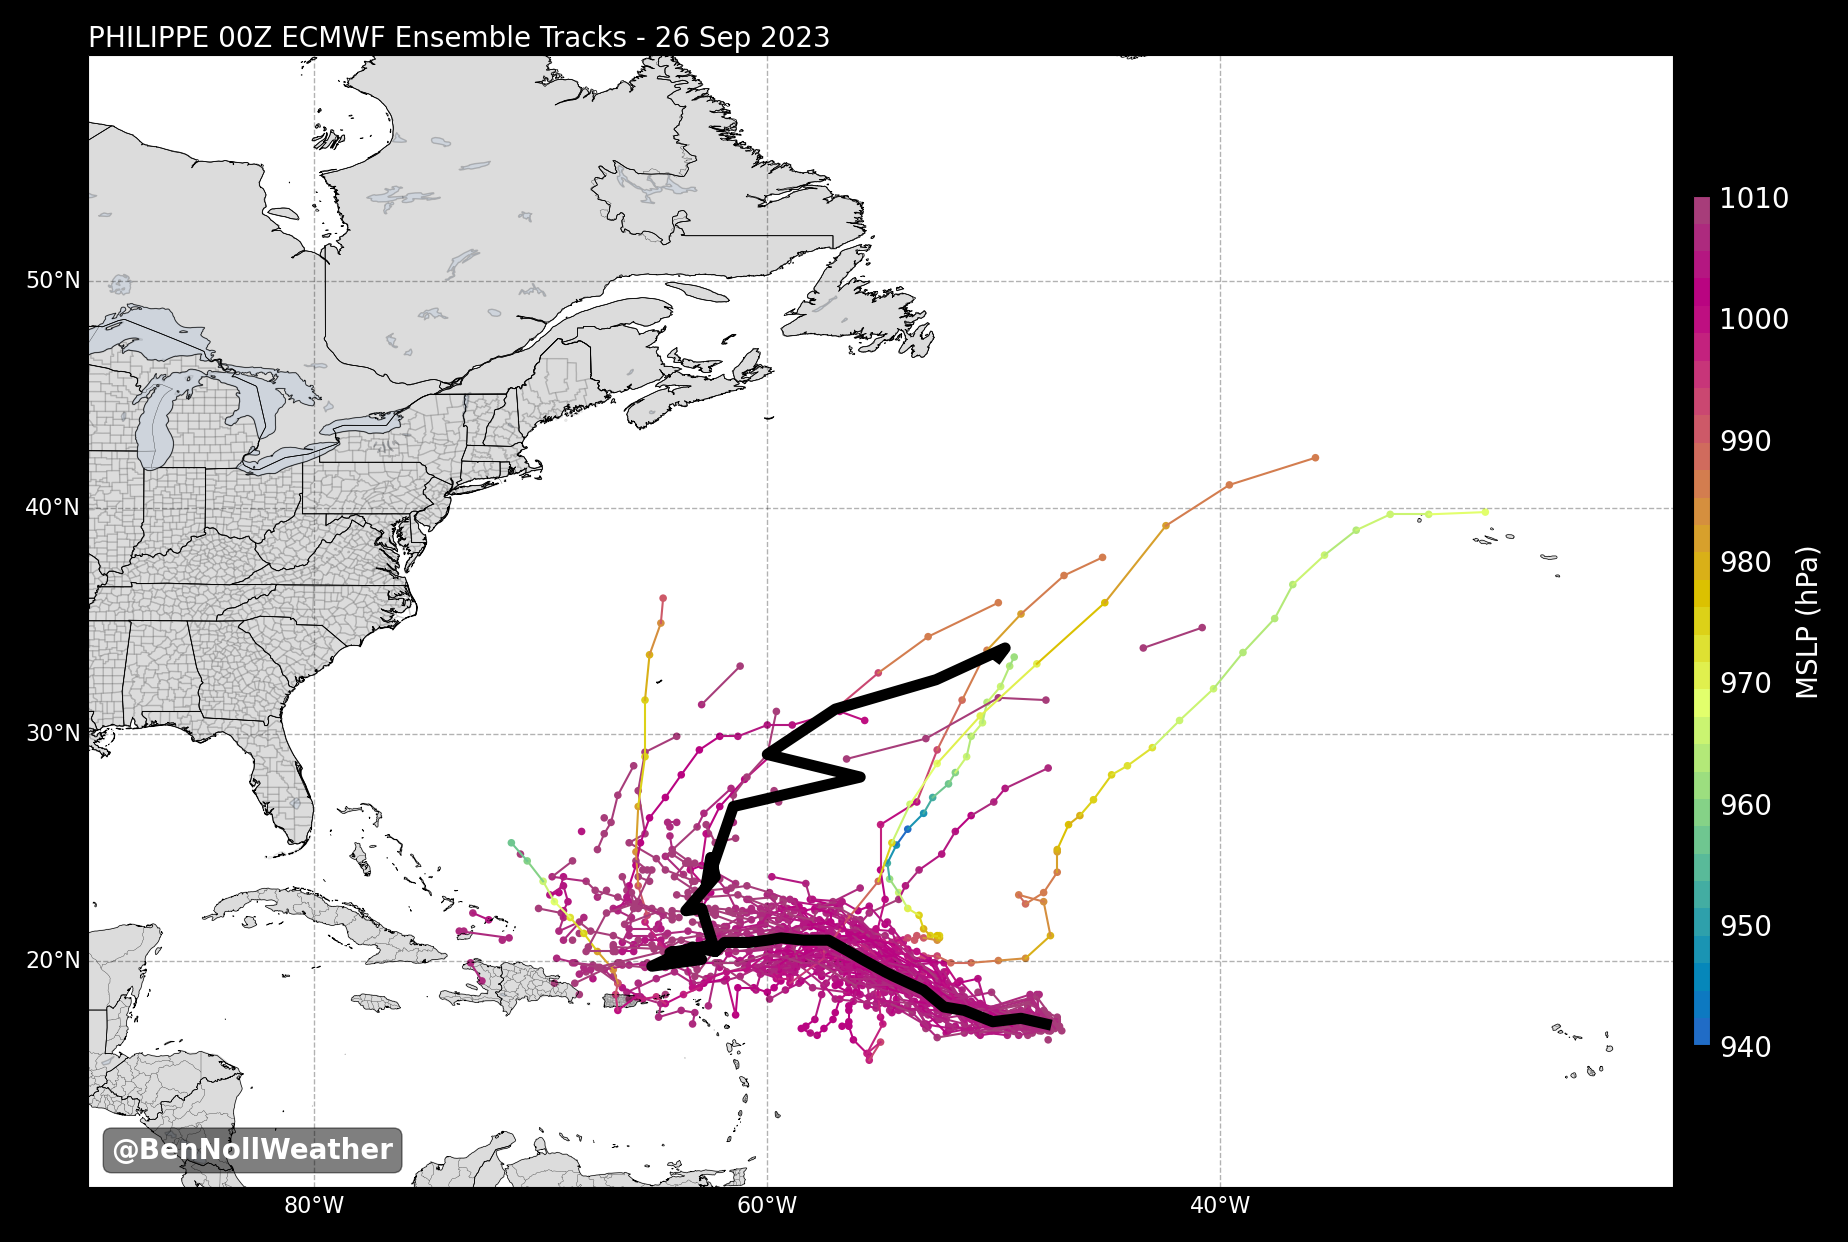 PHILIPPE 00Z ECMWF Ensemble Tracks - 26 Sep 2023
50°N
40°N
30°N
20°N
80°W
60°W
40°W
1010
1000
990
980
970
960
950
940
MSLP (hPa)
@BenNollWeather